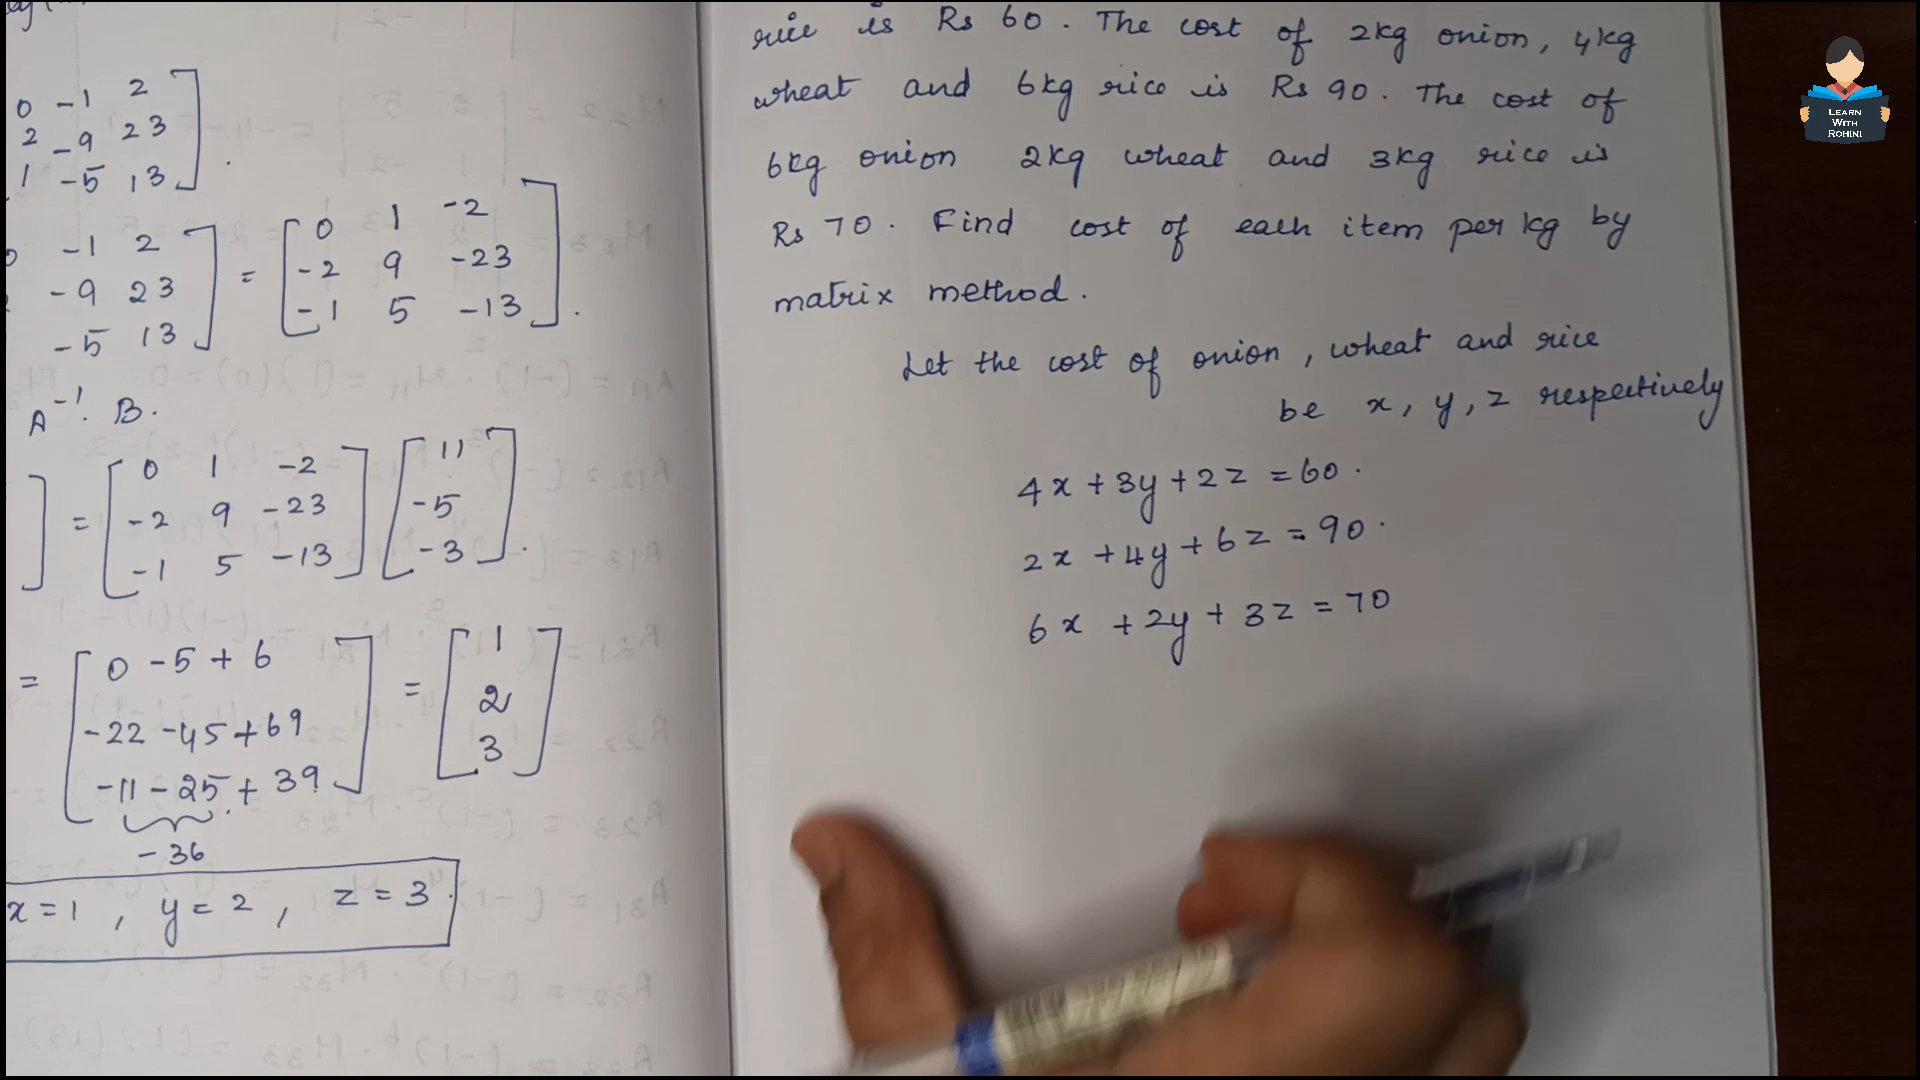 0 -1 2
2 -9 23
1 -5 13
-1 2
-9 23
-5 13
=
0 1 -2
-2 9 -23
-1 5 -13
A⁻¹. B.
= 0 1 -2
-2 9 -23
-1 5 -13
11
-5
-3
= 0 -5 + 6
-22 -45 + 69
-11 -25 + 39
-36
= 1
2
3
x = 1 , y = 2 , z = 3.
rice is Rs 60. The cost of 2kg onion, 4kg
wheat and 6kg rice is Rs 90. The cost of
6kg onion 2kg wheat and 3kg rice is
Rs 70. Find cost of each item per kg by
matrix method.
Let the cost of onion, wheat and rice
be x, y, z respectively
4x + 3y + 2z = 60.
2x + 4y + 6z = 90.
6x + 2y + 3z = 70
LEARN
WITH
ROHINI